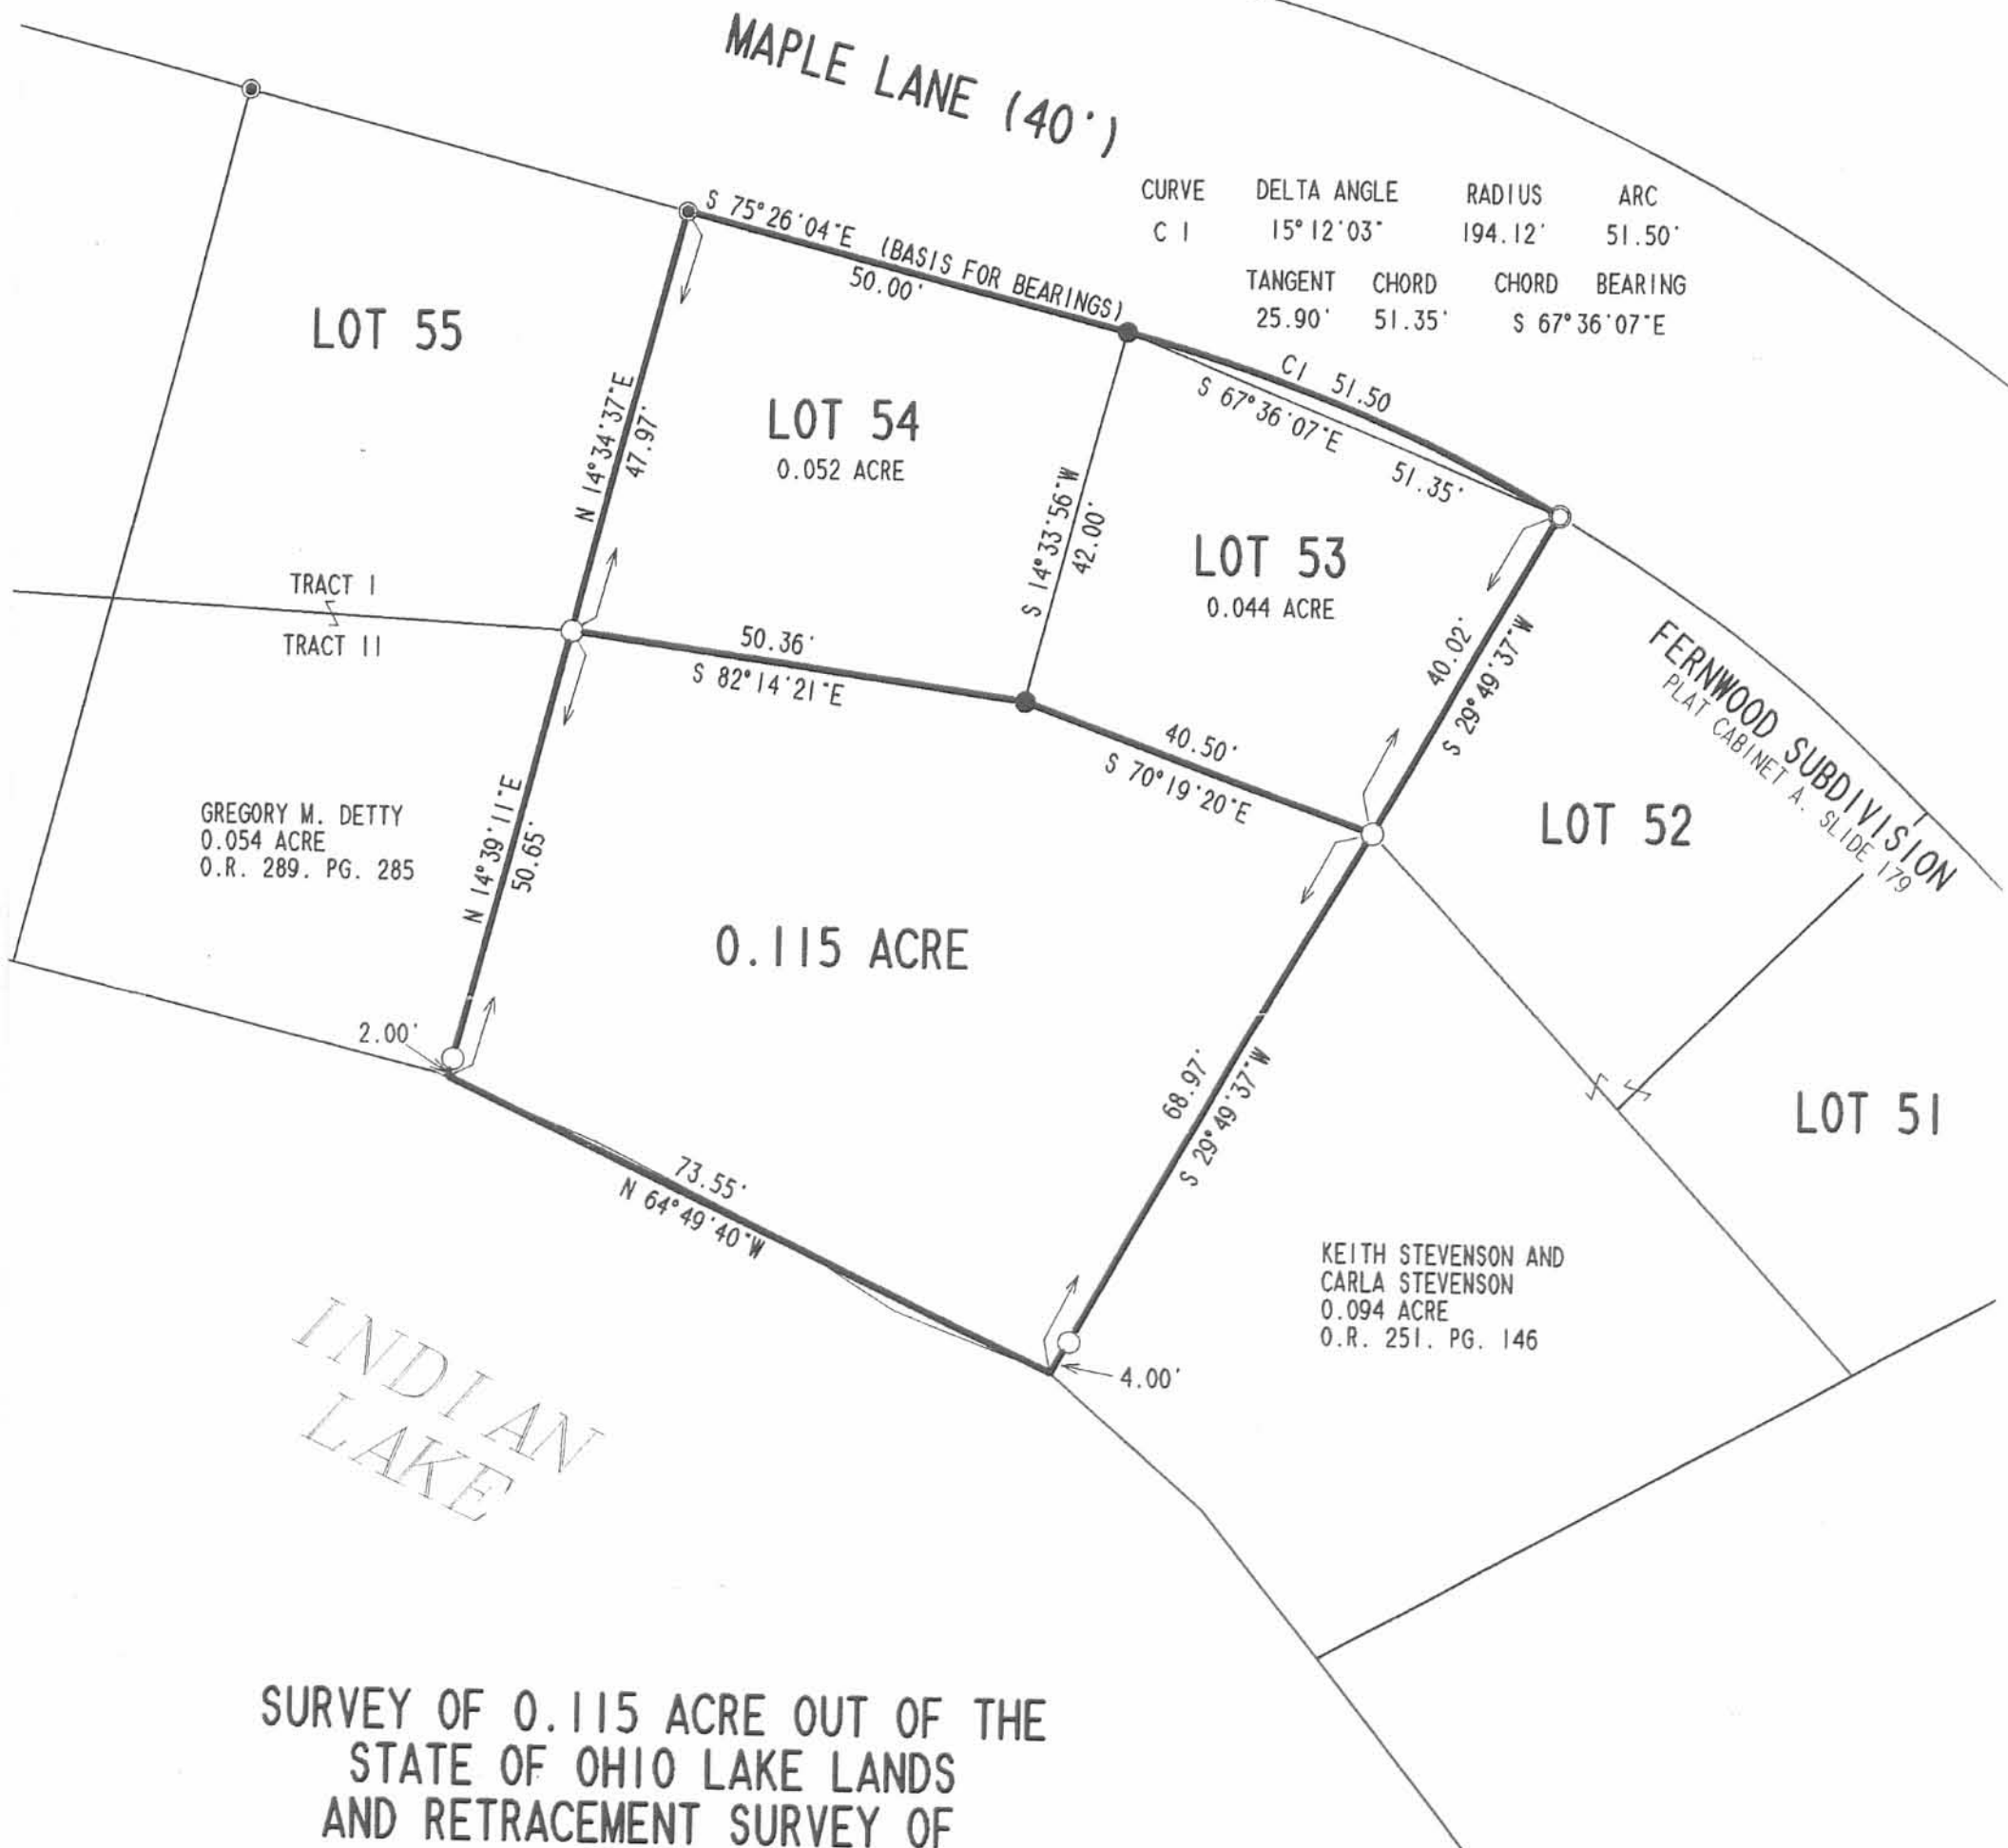 MAPLE LANE (40')
CURVE DELTA ANGLE RADIUS ARC
C 1 15°12'03" 194.12' 51.50'
TANGENT CHORD CHORD BEARING
25.90' 51.35' S 67°36'07"E
S 75°26'04"E (BASIS FOR BEARINGS)
50.00'
C1 51.50
S 67°36'07"E 51.35'
LOT 55
N 14°34'37"E
47.97'
LOT 54
0.052 ACRE
S 14°33'56"W
42.00'
LOT 53
0.044 ACRE
40.02'
S 29°49'37"W
FERNWOOD SUBDIVISION
PLAT CABINET A. SLIDE 179
TRACT I
TRACT II
50.36'
S 82°14'21"E
40.50'
S 70°19'20"E
LOT 52
GREGORY M. DETTY
0.054 ACRE
O.R. 289. PG. 285
N 14°39'11"E
50.65'
0.115 ACRE
2.00'
68.97'
S 29°49'37"W
LOT 51
73.55'
N 64°49'40"W
KEITH STEVENSON AND
CARLA STEVENSON
0.094 ACRE
O.R. 251. PG. 146
4.00'
INDIAN
LAKE
SURVEY OF 0.115 ACRE OUT OF THE
STATE OF OHIO LAKE LANDS
AND RETRACEMENT SURVEY OF